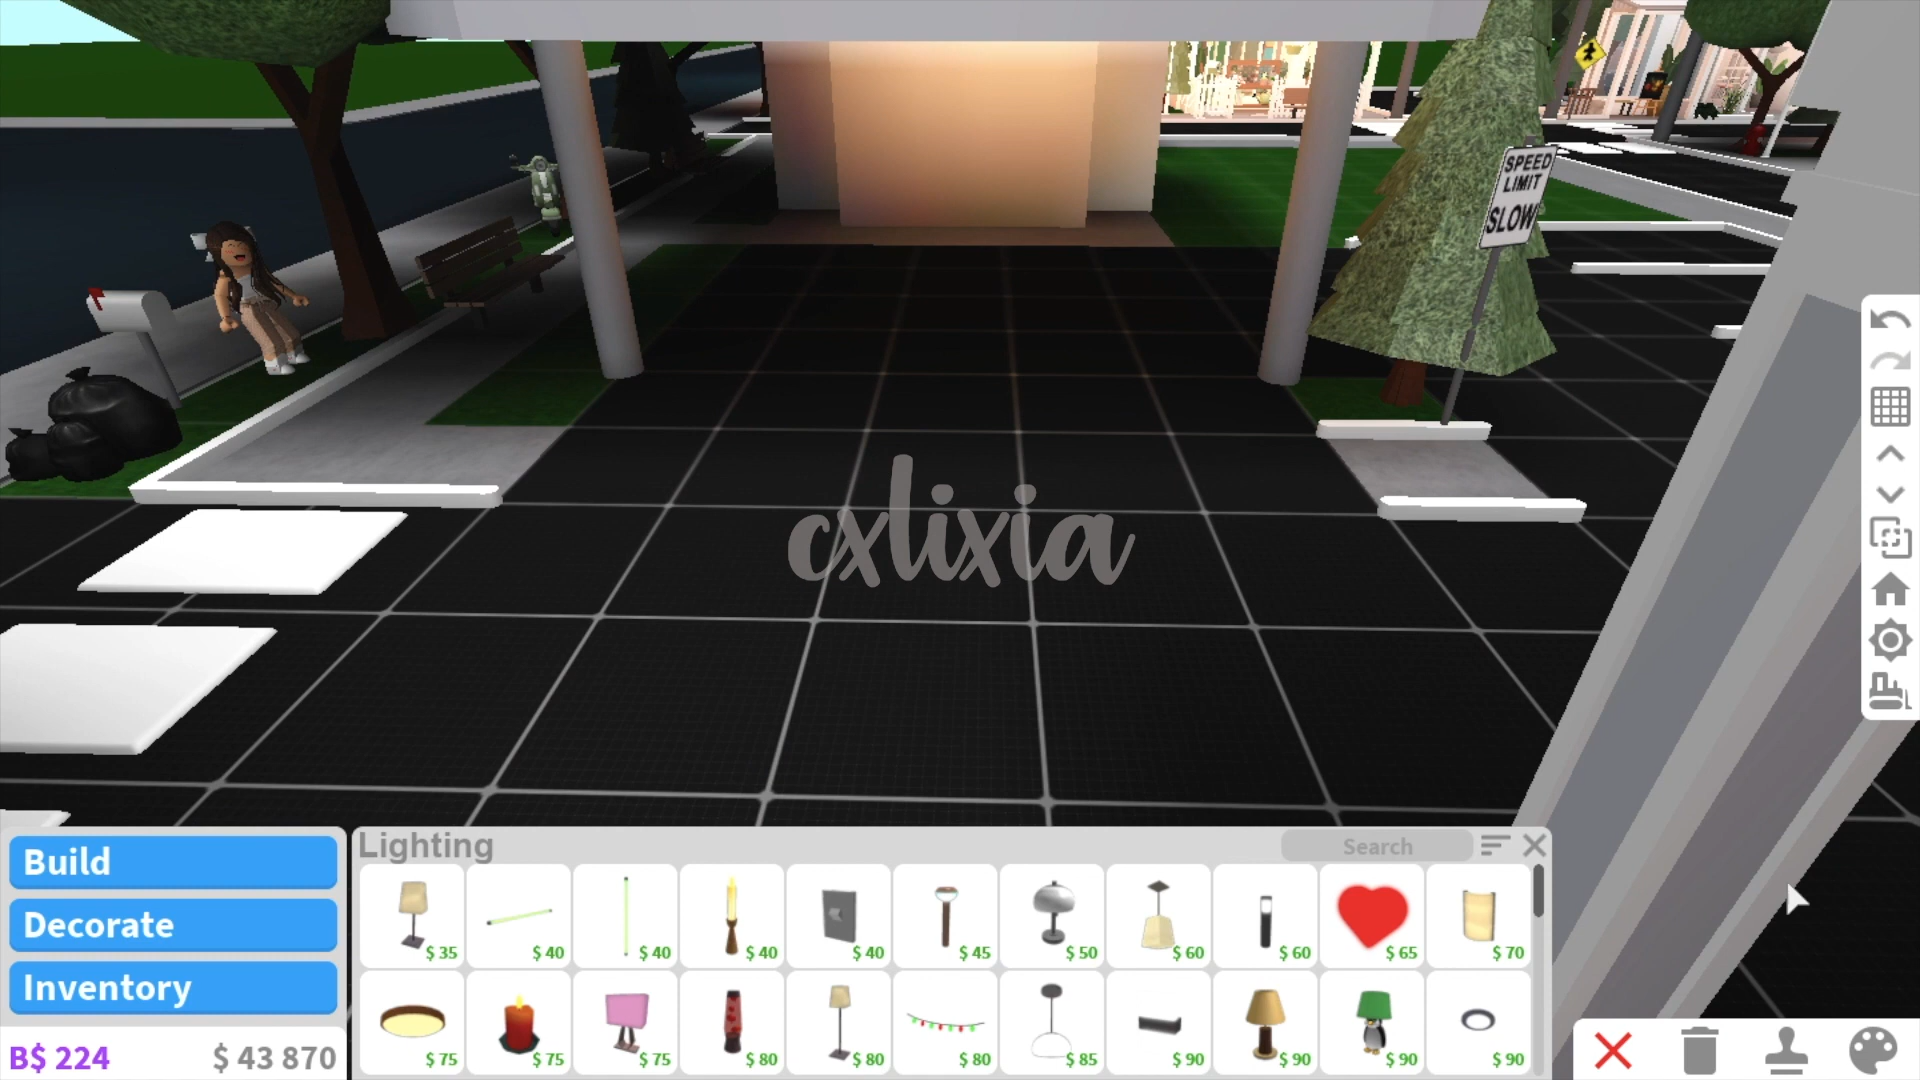 SPEED
LIMIT
SLOW
cxlixia
Build
Decorate
Inventory
B$ 224
$ 43 870
Lighting
Search
$ 35
$ 40
$ 40
$ 40
$ 40
$ 45
$ 50
$ 60
$ 60
$ 65
$ 70
$ 75
$ 75
$ 75
$ 80
$ 80
$ 80
$ 85
$ 90
$ 90
$ 90
$ 90